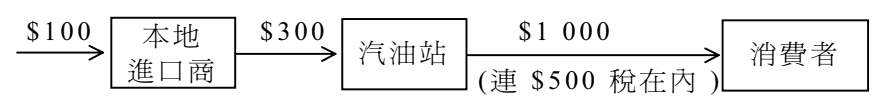 $100
本地
進口商
$300
汽油站
$1 000
(連 $500 稅在內 )
消費者